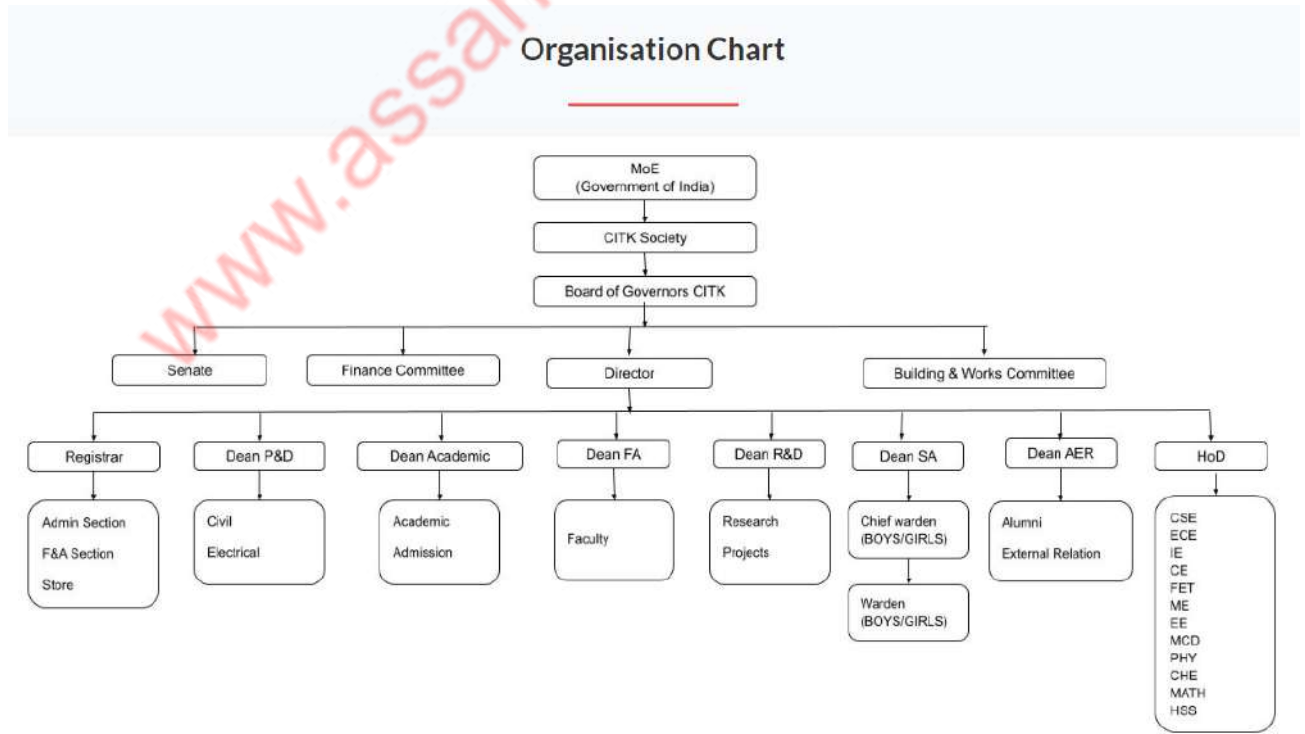 Organisation Chart
www.assam
MoE
(Government of India)
CITK Society
Board of Governors CITK
Senate
Finance Committee
Director
Building & Works Committee
Registrar
Dean P&D
Dean Academic
Dean FA
Dean R&D
Dean SA
Dean AER
HoD
Admin Section
F&A Section
Store
Civil
Electrical
Academic
Admission
Faculty
Research
Projects
Chief warden
(BOYS/GIRLS)
Warden
(BOYS/GIRLS)
Alumni
External Relation
CSE
ECE
IE
CE
FET
ME
EE
MCD
PHY
CHE
MATH
HSS